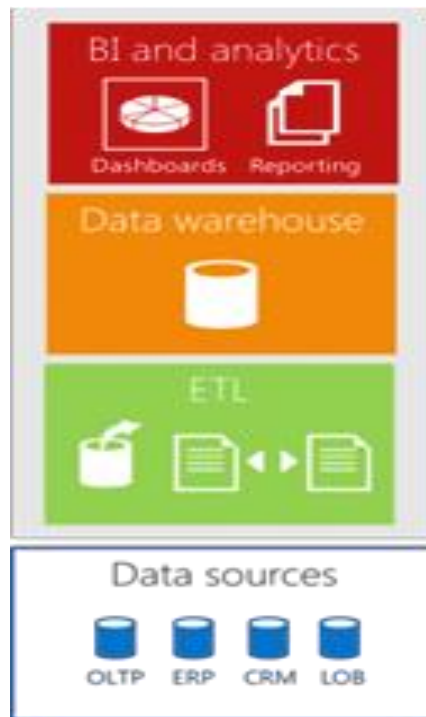 BI and analytics
Dashboards Reporting
Data warehouse
ETL
Data sources
OLTP ERP CRM LOB